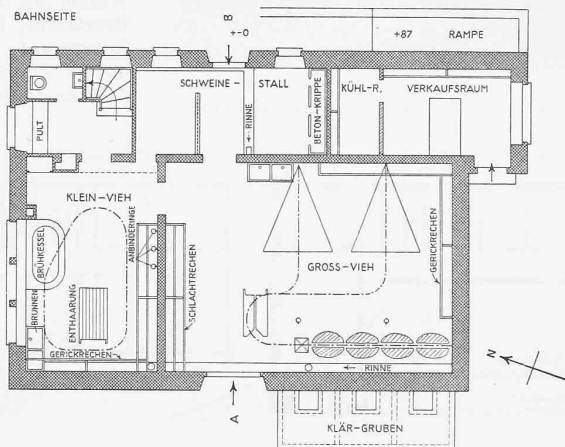 BAHNSEITE
B
+-0
+87 RAMPE
SCHWEINE- STALL
KÜHL-R.
VERKAUFSRAUM
PULT
RINNE
BETON-KRIPPE
KLEIN-VIEH
BRÜHKESSEL
BRUNNEN
ENTHAARUNG
ANBINDERINGE
SCHLACHTRECHEN
GERICKRECHEN
GROSS-VIEH
GERICKRECHEN
RINNE
A
N
KLÄR-GRUBEN